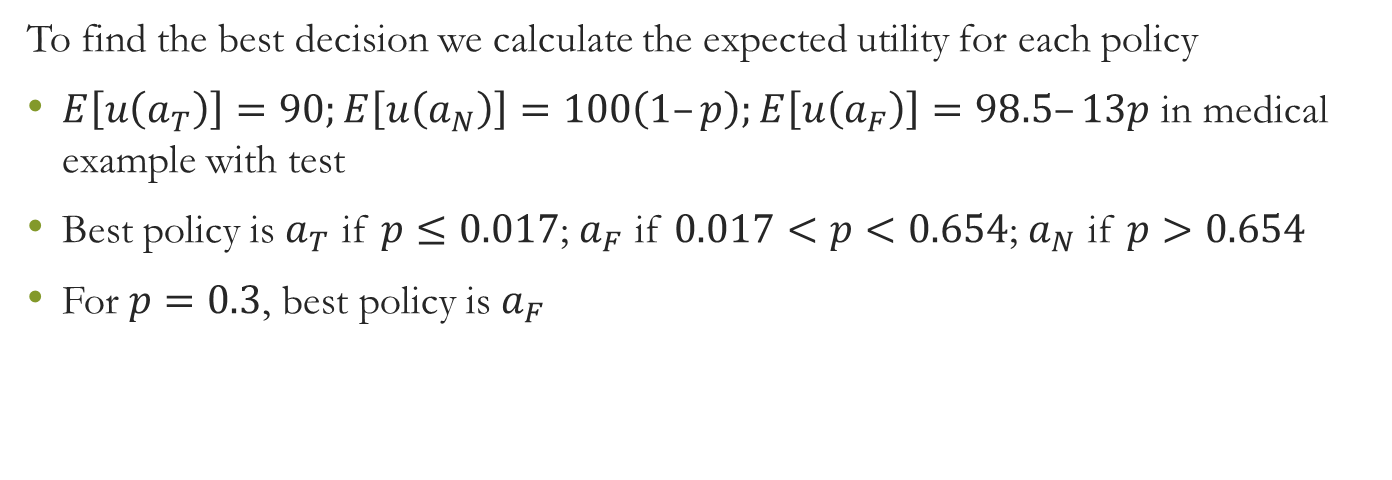 To find the best decision we calculate the expected utility for each policy
• E[u(a_T)] = 90; E[u(a_N)] = 100(1–p); E[u(a_F)] = 98.5–13p in medical
example with test
• Best policy is a_T if p ≤ 0.017; a_F if 0.017 < p < 0.654; a_N if p > 0.654
• For p = 0.3, best policy is a_F